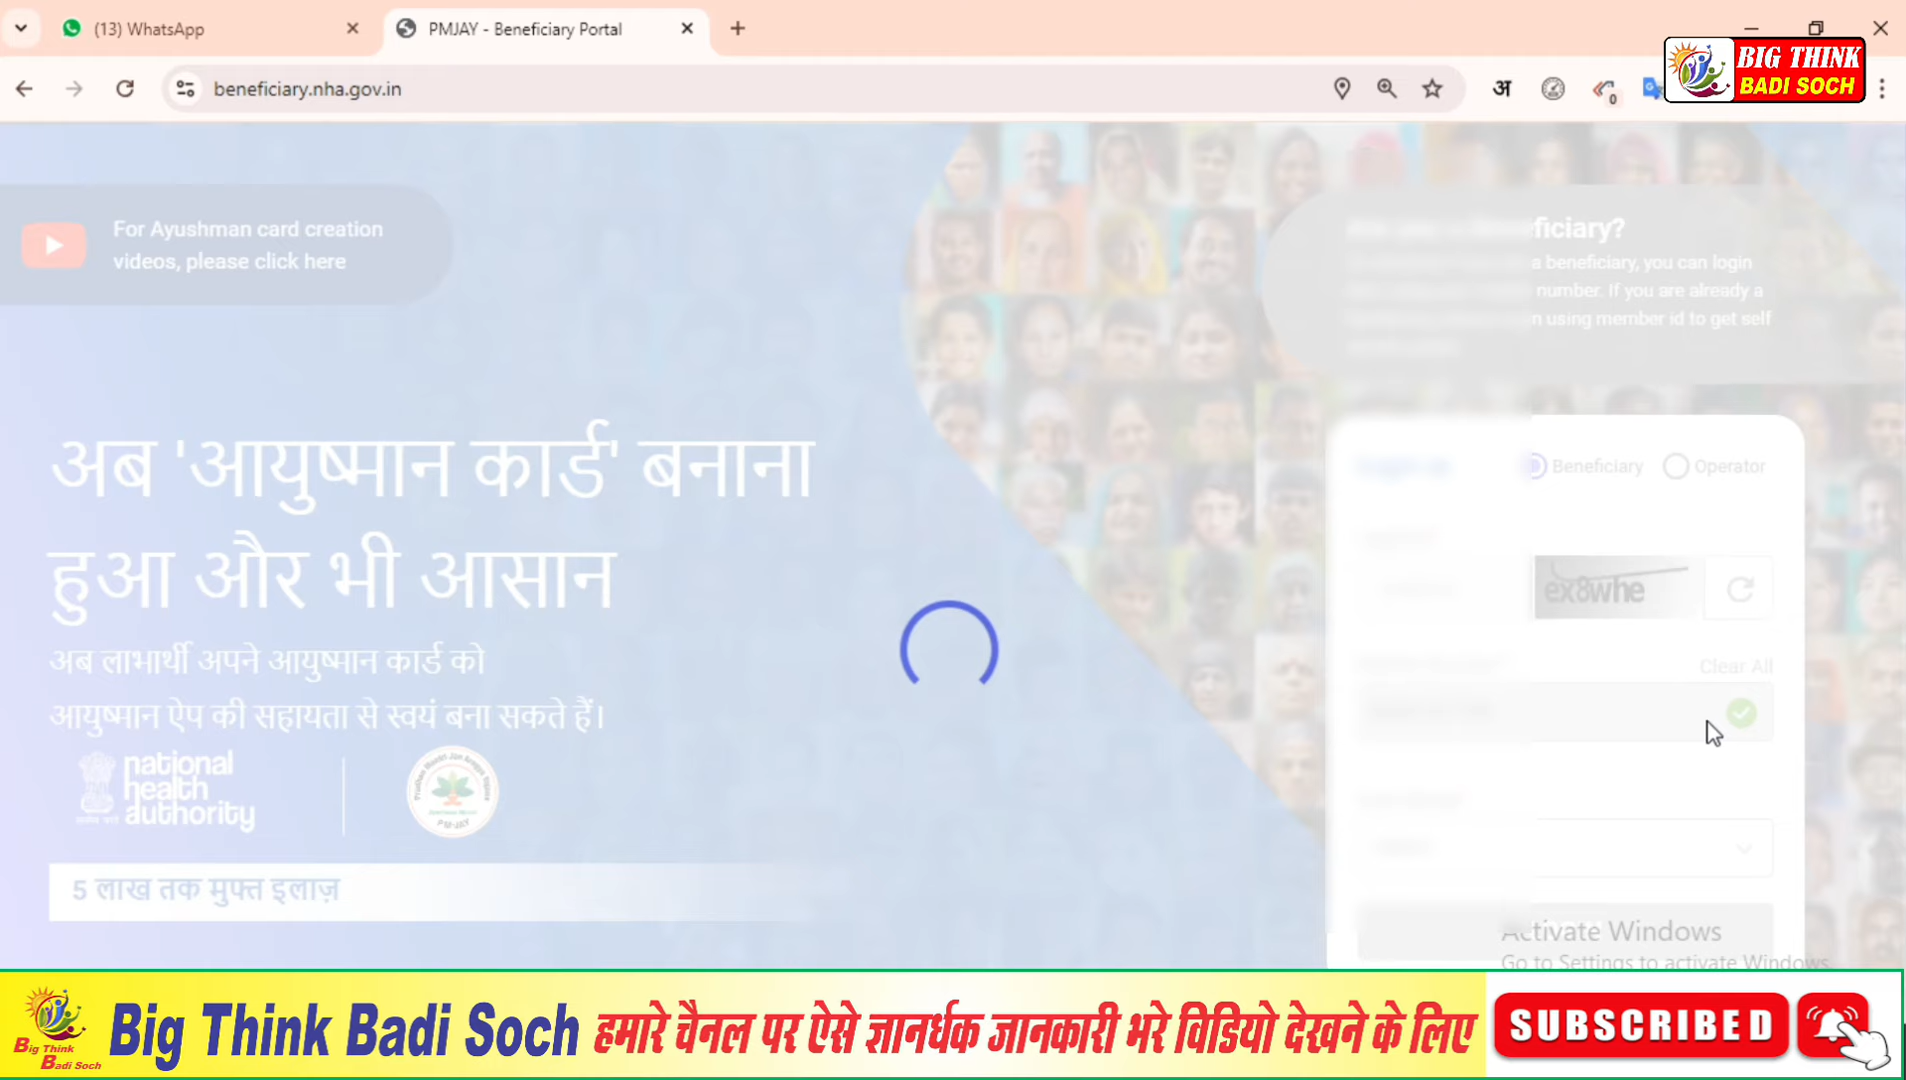 (13) WhatsApp
PMJAY - Beneficiary Portal
beneficiary.nha.gov.in
अ
0
BIG THINK
BADI SOCH
For Ayushman card creation
videos, please click here
ficiary?
a beneficiary, you can login
number. If you are already a
n using member id to get self
अब 'आयुष्मान कार्ड' बनाना
हुआ और भी आसान
अब लाभार्थी अपने आयुष्मान कार्ड को
आयुष्मान ऐप की सहायता से स्वयं बना सकते हैं।
national
health
authority
PM-JAY
5 लाख तक मुफ्त इलाज़
Beneficiary
Operator
ex8whe
Clear All
Activate Windows
Go to Settings to activate Windows.
Big Think
Badi Soch
Big Think Badi Soch हमारे चैनल पर ऐसे ज्ञानर्धक जानकारी भरे विडियो देखने के लिए
SUBSCRIBED